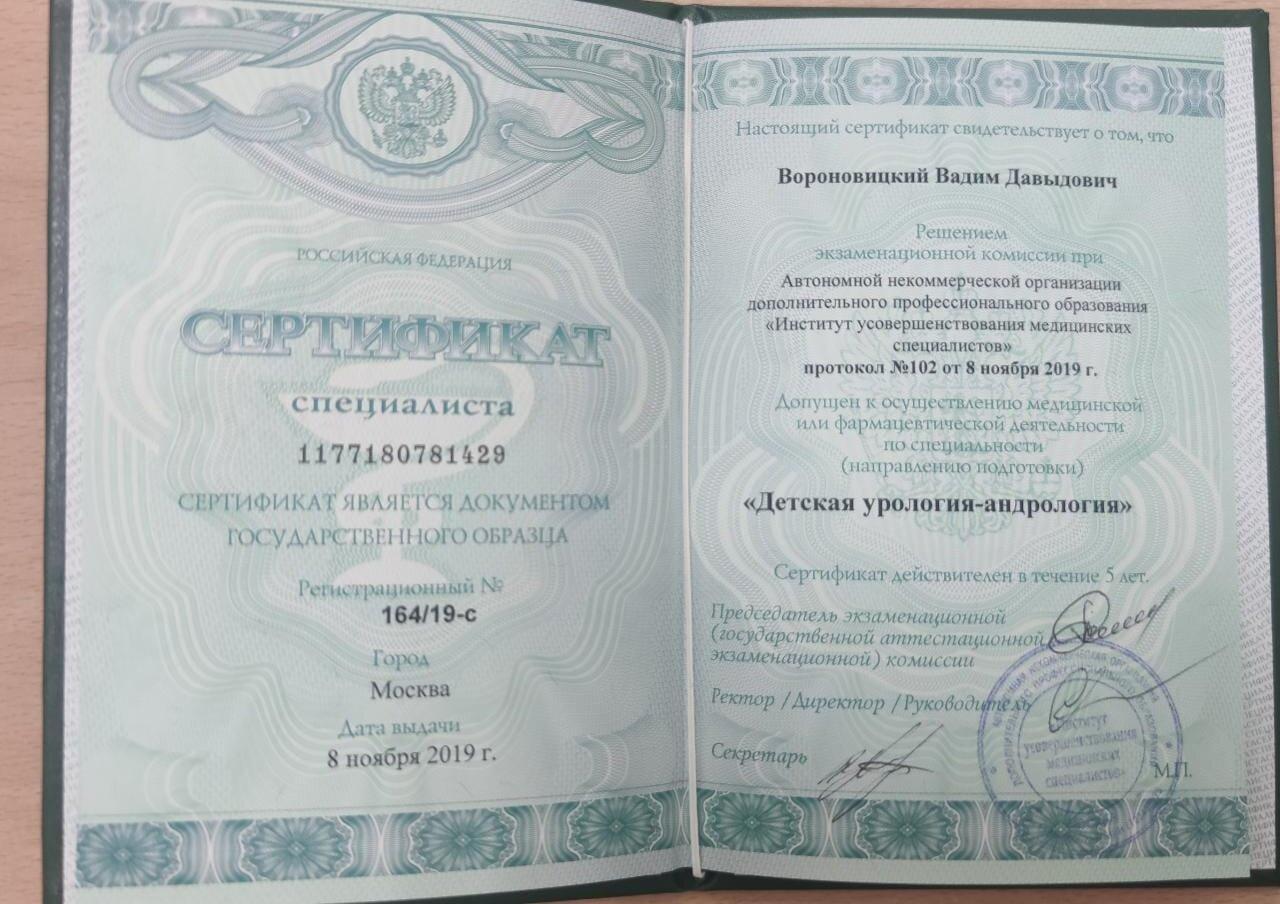 РОССИЙСКАЯ ФЕДЕРАЦИЯ
СЕРТИФИКАТ
специалиста
1177180781429
СЕРТИФИКАТ ЯВЛЯЕТСЯ ДОКУМЕНТОМ
ГОСУДАРСТВЕННОГО ОБРАЗЦА
Регистрационный №
164/19-с
Город
Москва
Дата выдачи
8 ноября 2019 г.
Настоящий сертификат свидетельствует о том, что
Вороновицкий Вадим Давыдович
Решением
экзаменационной комиссии при
Автономной некоммерческой организации
дополнительного профессионального образования
«Институт усовершенствования медицинских
специалистов»
протокол №102 от 8 ноября 2019 г.
Допущен к осуществлению медицинской
или фармацевтической деятельности
по специальности
(направлению подготовки)
«Детская урология-андрология»
Сертификат действителен в течение 5 лет.
Председатель экзаменационной
(государственной аттестационной
экзаменационной) комиссии
Ректор /Директор /Руководитель
Секретарь
М.П.
«Институт
усовершенствования
медицинских
специалистов»